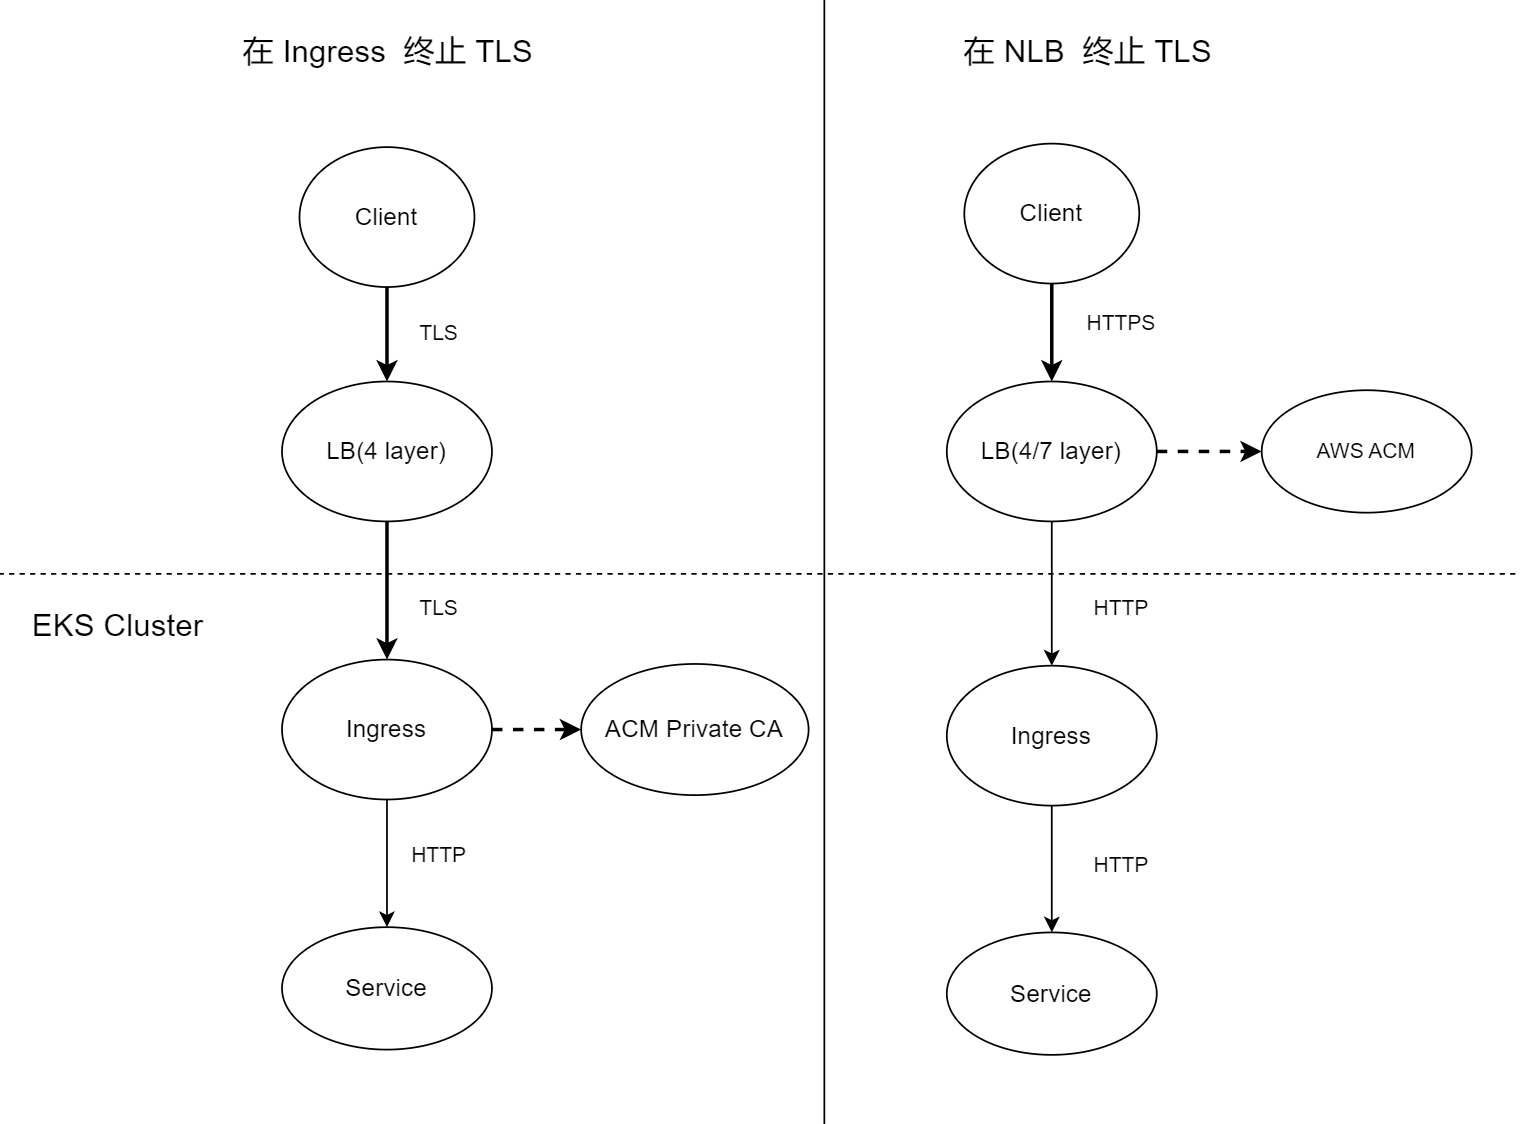 在 Ingress 终止 TLS
Client
TLS
LB(4 layer)
TLS
EKS Cluster
Ingress
ACM Private CA
HTTP
Service
在 NLB 终止 TLS
Client
HTTPS
LB(4/7 layer)
AWS ACM
HTTP
Ingress
HTTP
Service